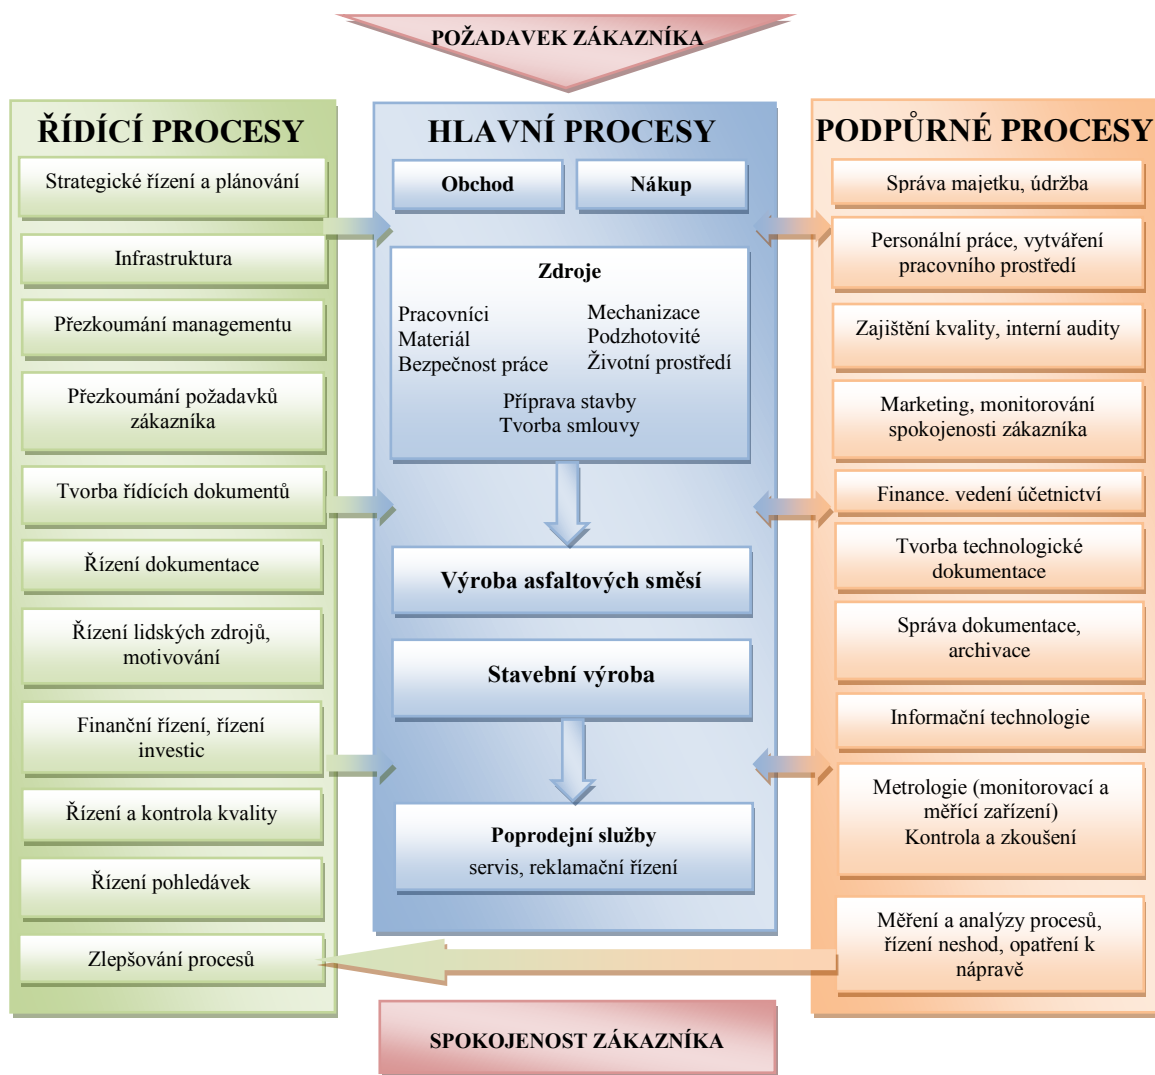 POŽADAVEK ZÁKAZNÍKA
ŘÍDÍCÍ PROCESY
Strategické řízení a plánování
Infrastruktura
Přezkoumání managementu
Přezkoumání požadavků
zákazníka
Tvorba řídících dokumentů
Řízení dokumentace
Řízení lidských zdrojů,
motivování
Finanční řízení, řízení
investic
Řízení a kontrola kvality
Řízení pohledávek
Zlepšování procesů
HLAVNÍ PROCESY
Obchod
Nákup
Zdroje
Pracovníci
Materiál
Bezpečnost práce
Mechanizace
Podzhotovité
Životní prostředí
Příprava stavby
Tvorba smlouvy
Výroba asfaltových směsí
Stavební výroba
Poprodejní služby
servis, reklamační řízení
PODPŮRNÉ PROCESY
Správa majetku, údržba
Personální práce, vytváření
pracovního prostředí
Zajištění kvality, interní audity
Marketing, monitorování
spokojenosti zákazníka
Finance, vedení účetnictví
Tvorba technologické
dokumentace
Správa dokumentace,
archivace
Informační technologie
Metrologie (monitorovací a
měřící zařízení)
Kontrola a zkoušení
Měření a analýzy procesů,
řízení neshod, opatření k
nápravě
SPOKOJENOST ZÁKAZNÍKA